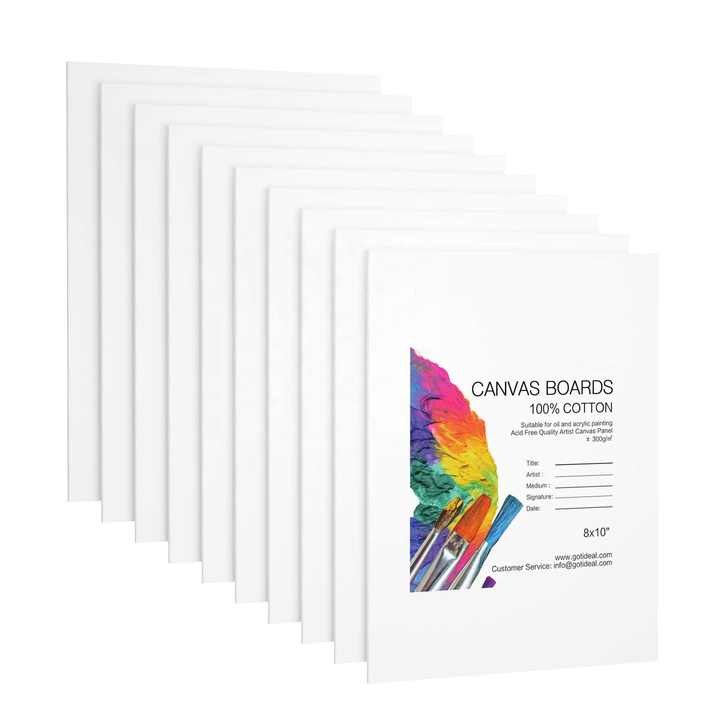 CANVAS BOARDS
100% COTTON
Suitable for oil and acrylic painting
Acid Free Quality Artist Canvas Panel
± 300g/㎡
Title:
Artist :
Medium :
Signature:
Date:
8x10"
www.gotideal.com
Customer Service: info@gotideal.com